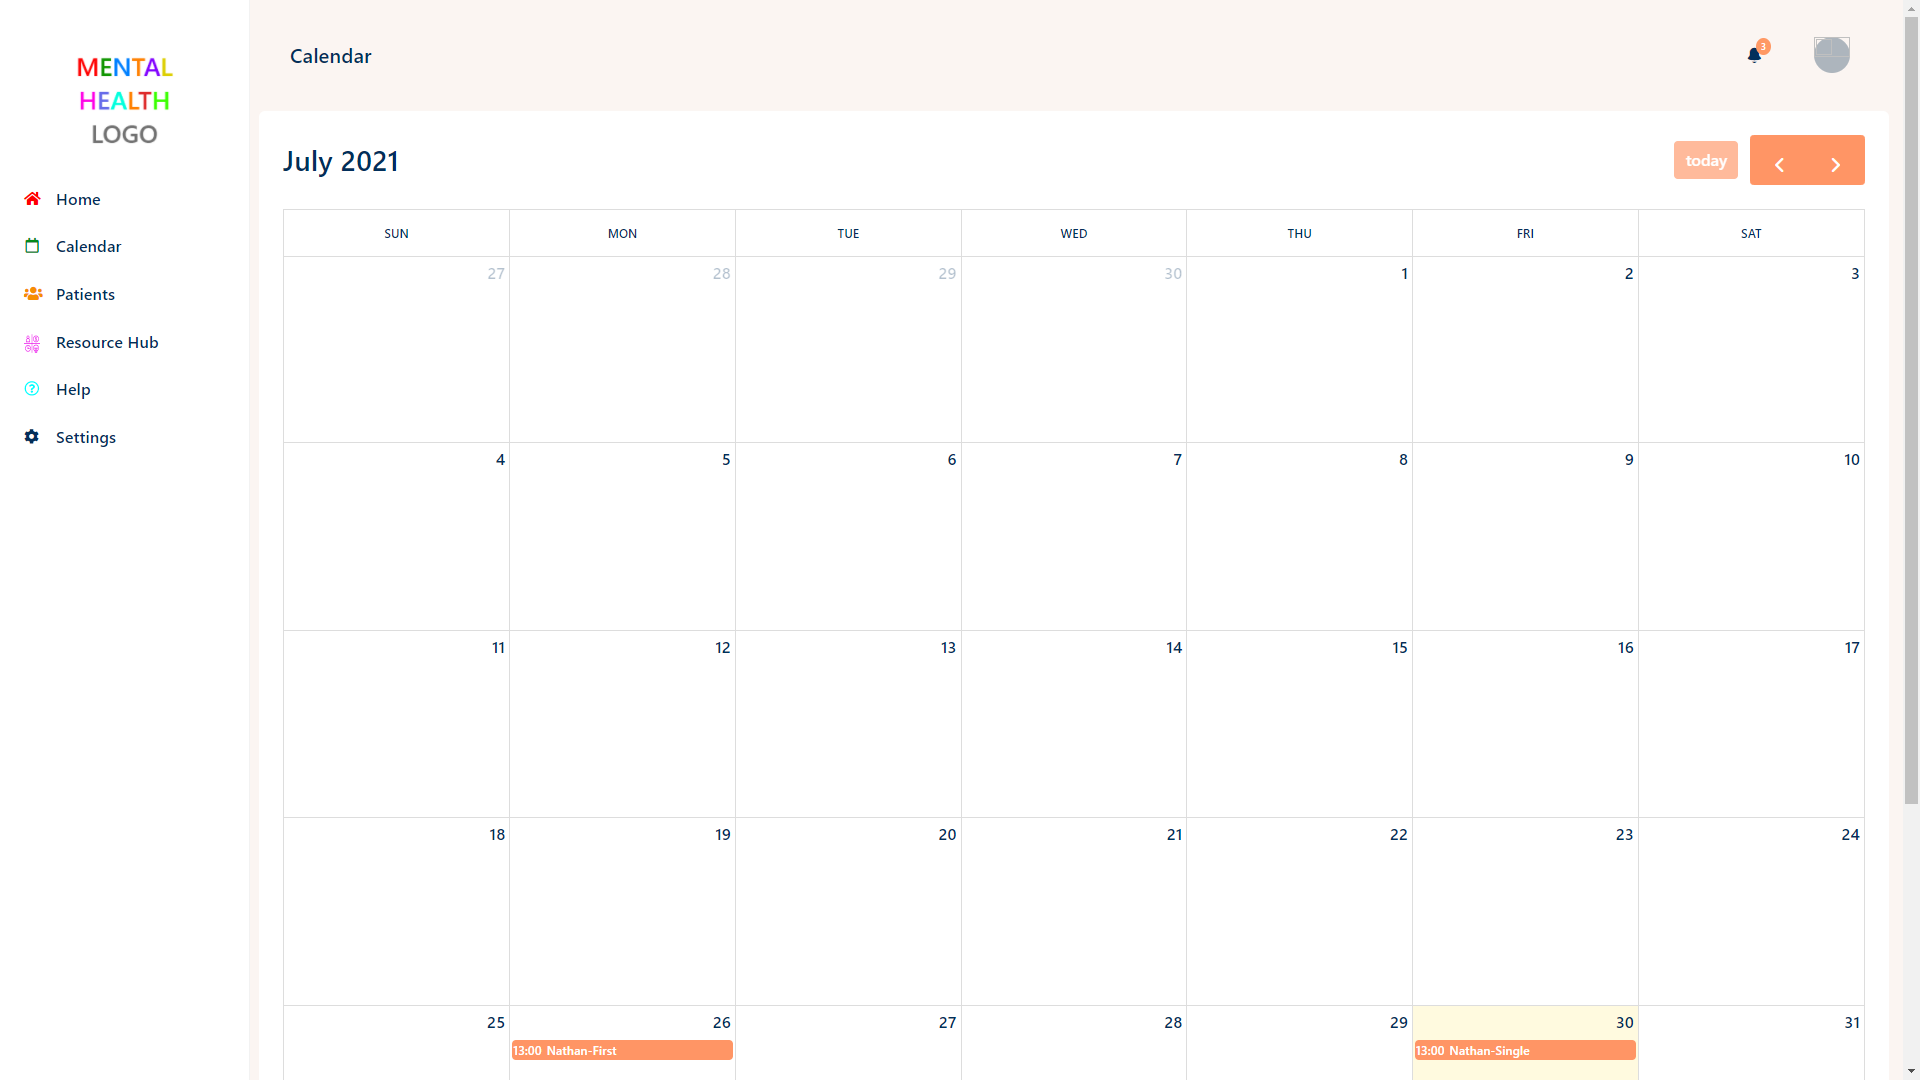 MENTAL
HEALTH
LOGO
Home
Calendar
Patients
Resource Hub
Help
Settings
Calendar
3
July 2021
today
SUN MON TUE WED THU FRI SAT
27 28 29 30 1 2 3
4 5 6 7 8 9 10
11 12 13 14 15 16 17
18 19 20 21 22 23 24
25 26 27 28 29 30 31
13:00 Nathan-First
13:00 Nathan-Single